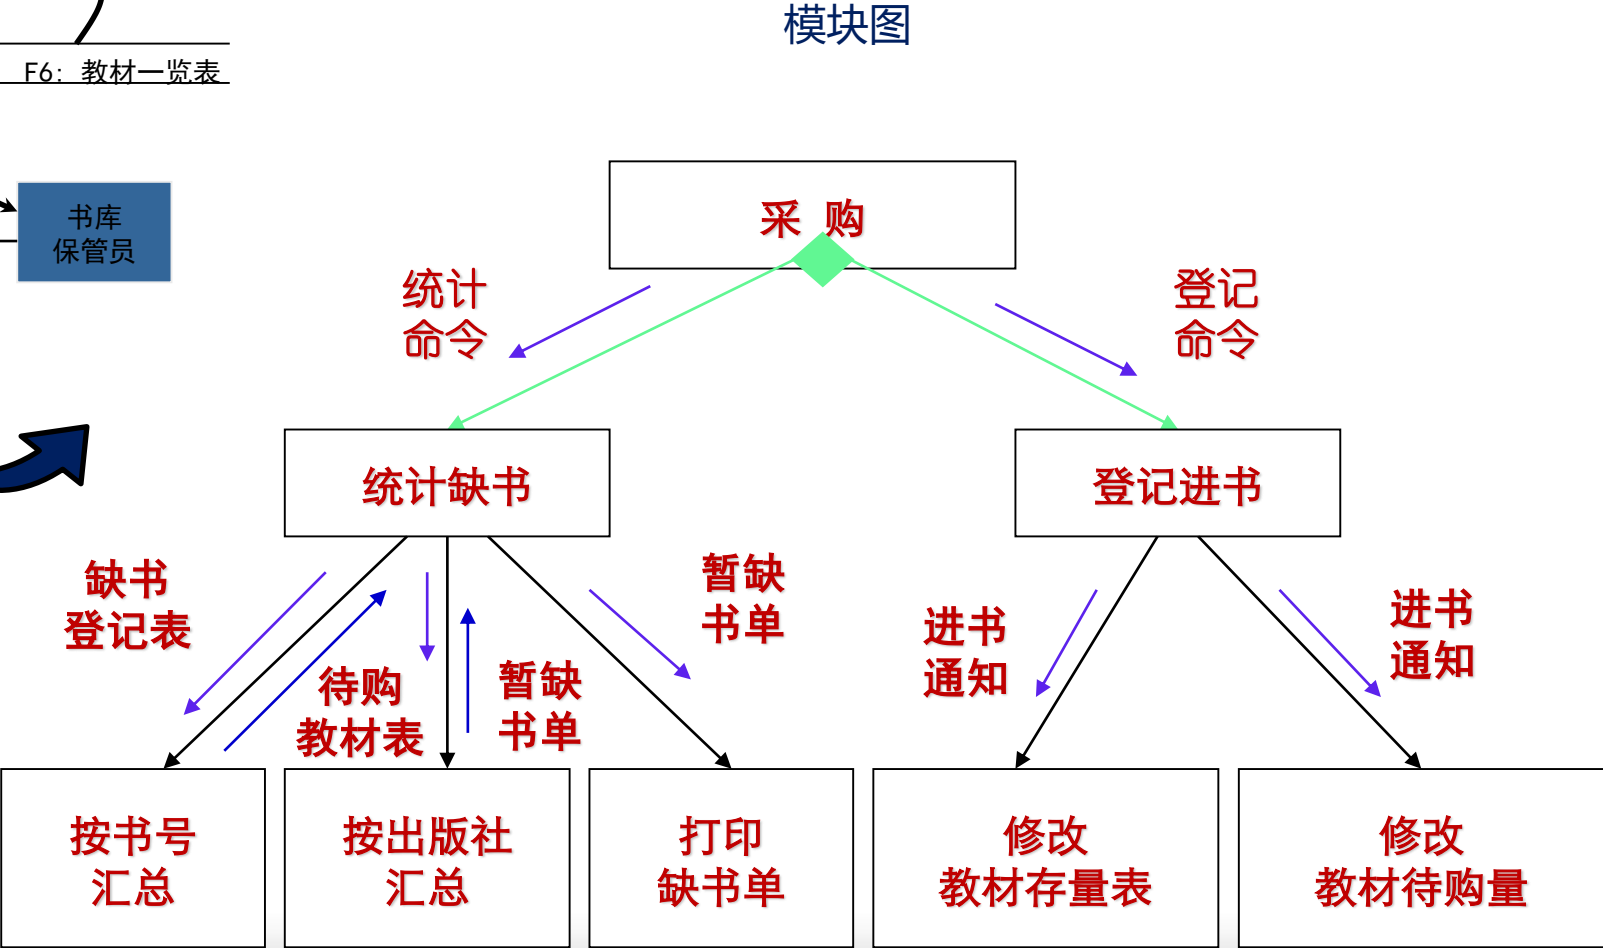 模块图
F6: 教材一览表
书库
保管员
采 购
统计
命令
登记
命令
统计缺书
登记进书
缺书
登记表
待购
教材表
暂缺
书单
暂缺
书单
进书
通知
进书
通知
按书号
汇总
按出版社
汇总
打印
缺书单
修改
教材存量表
修改
教材待购量